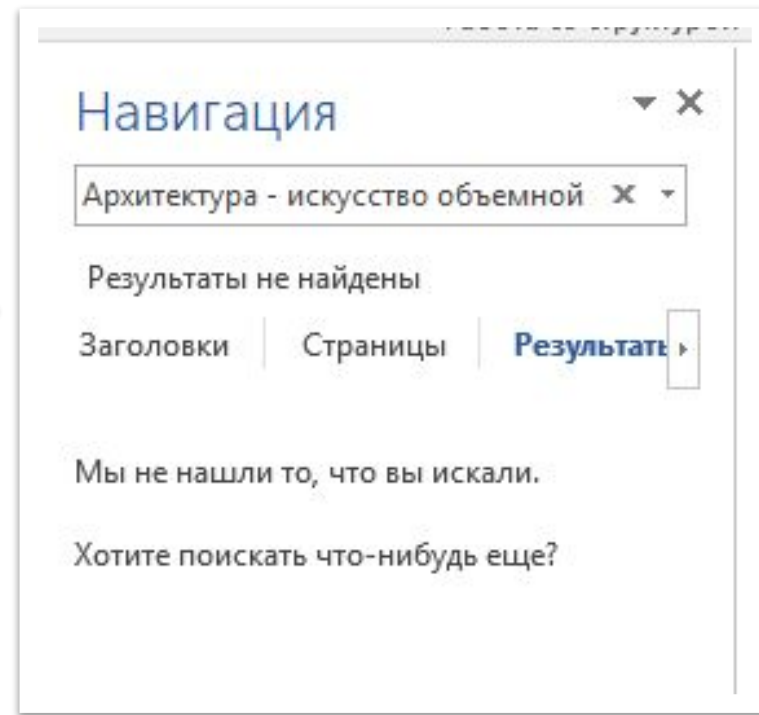 Навигация
Архитектура - искусство объемной
Результаты не найдены
Заголовки Страницы Результаты
Мы не нашли то, что вы искали.
Хотите поискать что-нибудь еще?